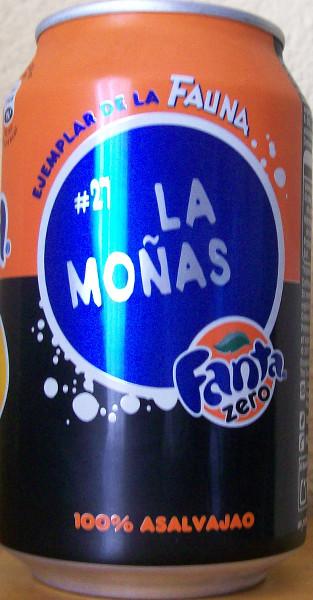 EJEMPLAR DE LA FAUNA
#27
LA
MOÑAS
Fanta
zero
100% ASALVAJAO